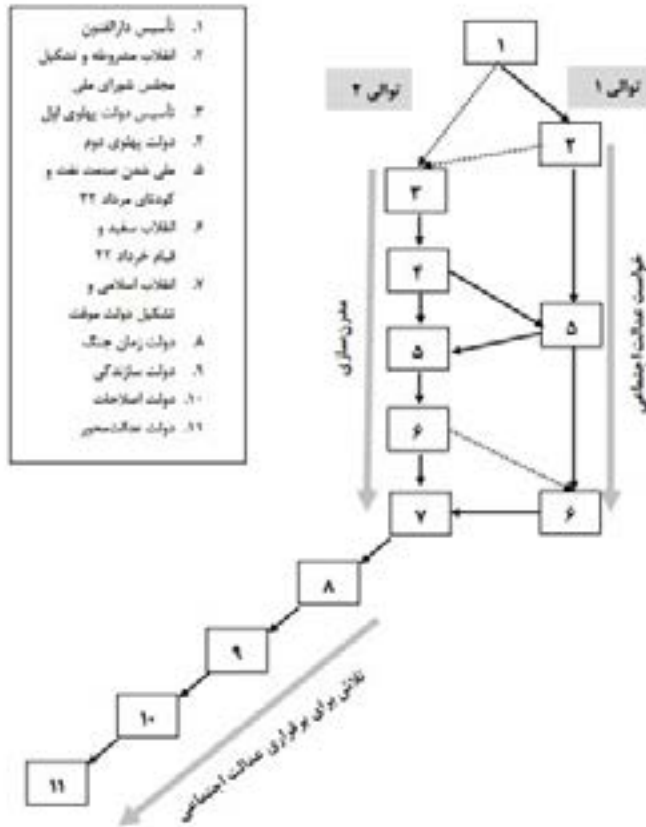 ۱. تأسیس دارالفنون
۲. انقلاب مشروطه و تشکیل
مجلس شورای ملی
۳. تأسیس دولت پهلوی اول
۴. دولت پهلوی دوم
۵. ملی شدن صنعت نفت و
کودتای مرداد ۳۲
۶. انقلاب سفید و
قیام خرداد ۴۲
۷. انقلاب اسلامی و
تشکیل دولت موقت
۸. دولت زمان جنگ
۹. دولت سازندگی
۱۰. دولت اصلاحات
۱۱. دولت عدالت‌محور
۱
توالی ۱
توالی ۲
۲
۳
۴
۵
۵
۶
۶
۷
خواست عدالت اجتماعی
مدرن‌سازی
۸
۹
۱۰
۱۱
تلاش برای برقراری عدالت اجتماعی